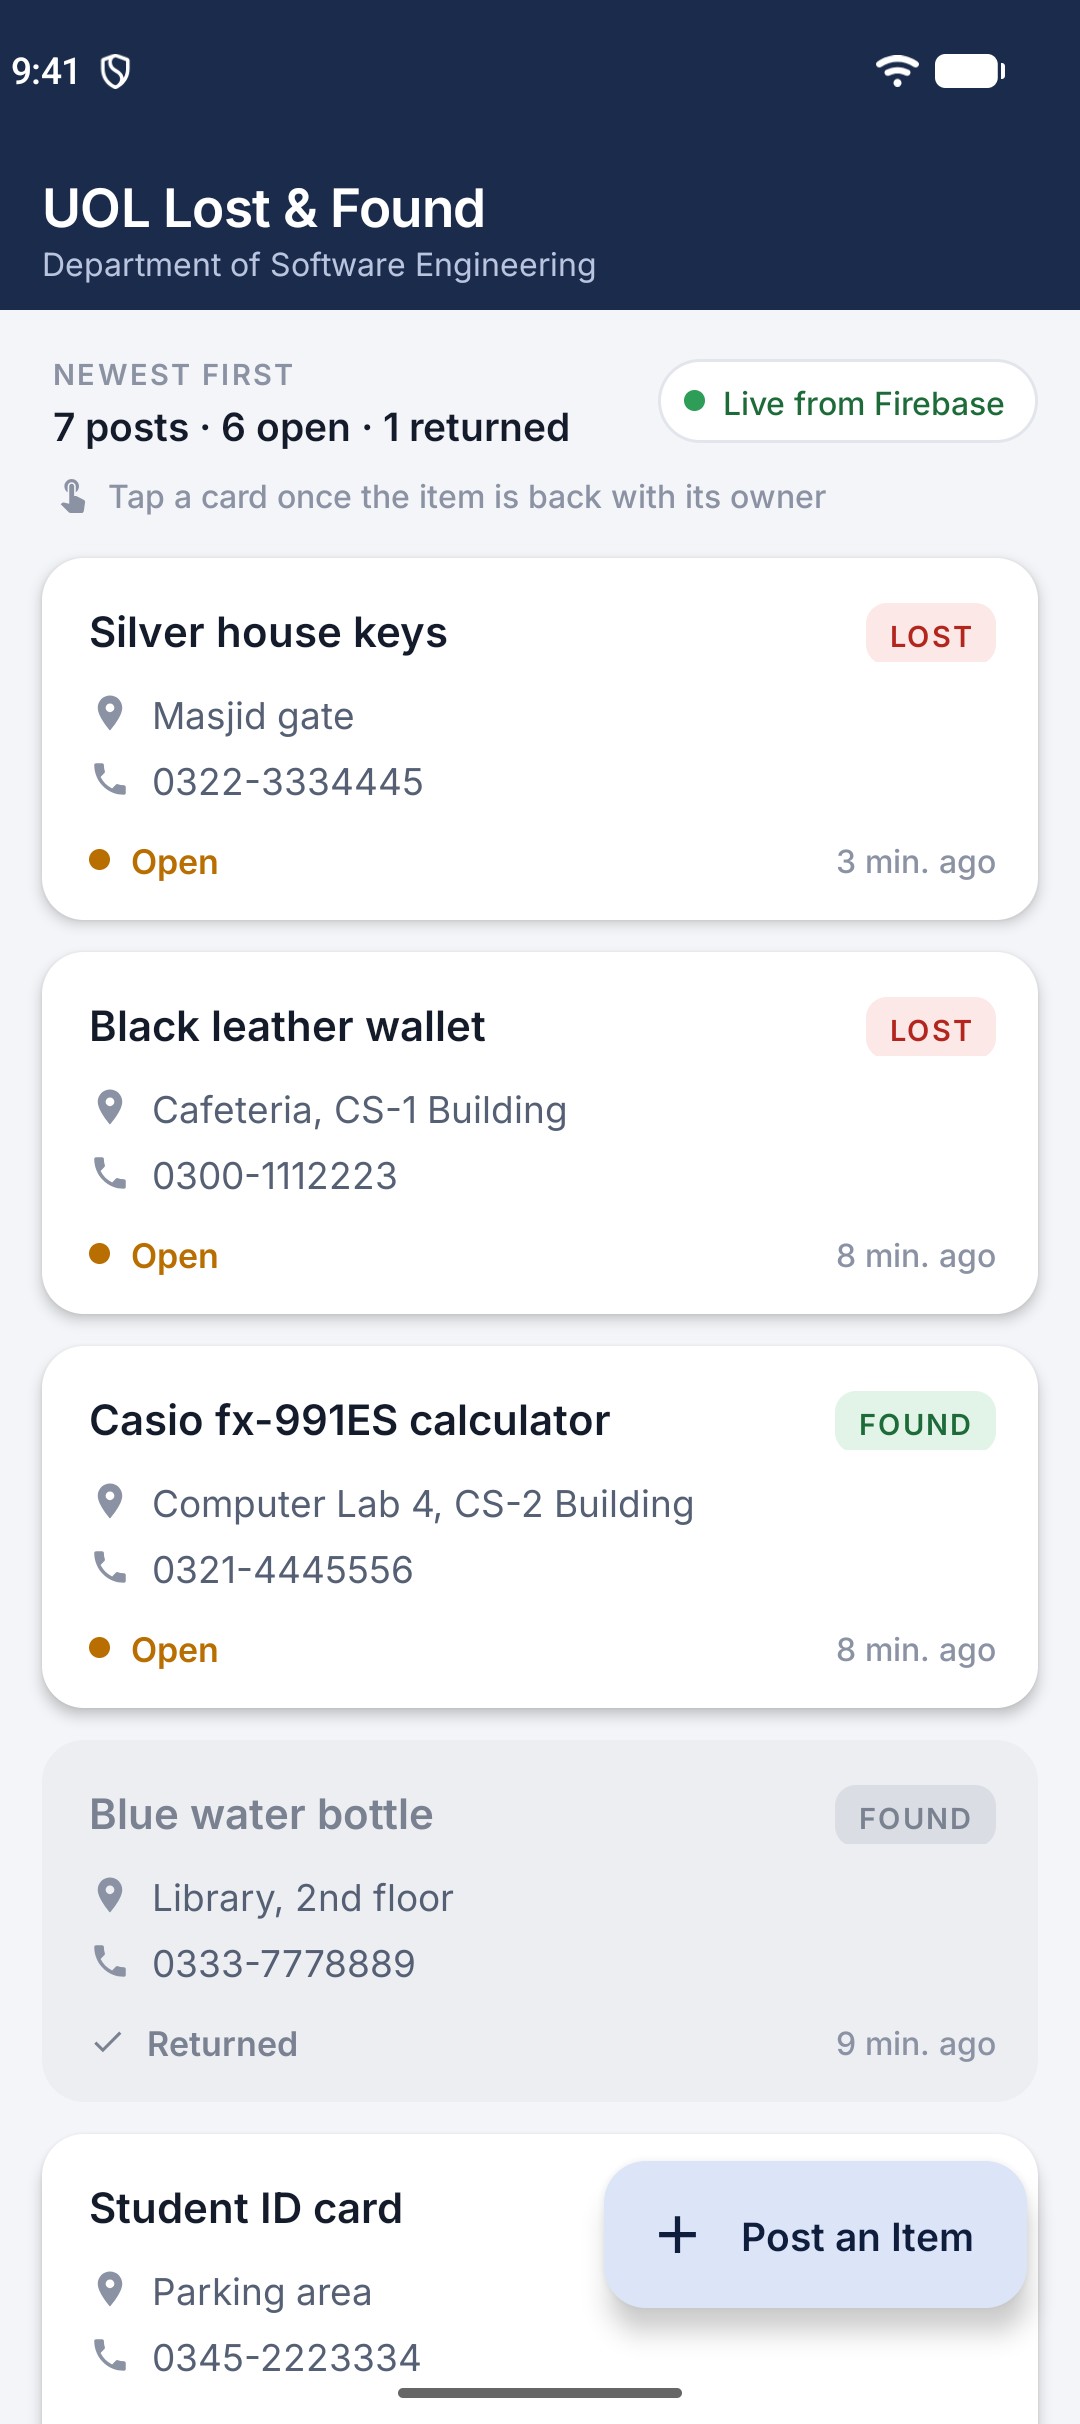 9:41
UOL Lost & Found
Department of Software Engineering
NEWEST FIRST
7 posts · 6 open · 1 returned
Live from Firebase
Tap a card once the item is back with its owner
Silver house keys
LOST
Masjid gate
0322-3334445
Open
3 min. ago
Black leather wallet
LOST
Cafeteria, CS-1 Building
0300-1112223
Open
8 min. ago
Casio fx-991ES calculator
FOUND
Computer Lab 4, CS-2 Building
0321-4445556
Open
8 min. ago
Blue water bottle
FOUND
Library, 2nd floor
0333-7778889
Returned
9 min. ago
Student ID card
Post an Item
Parking area
0345-2223334